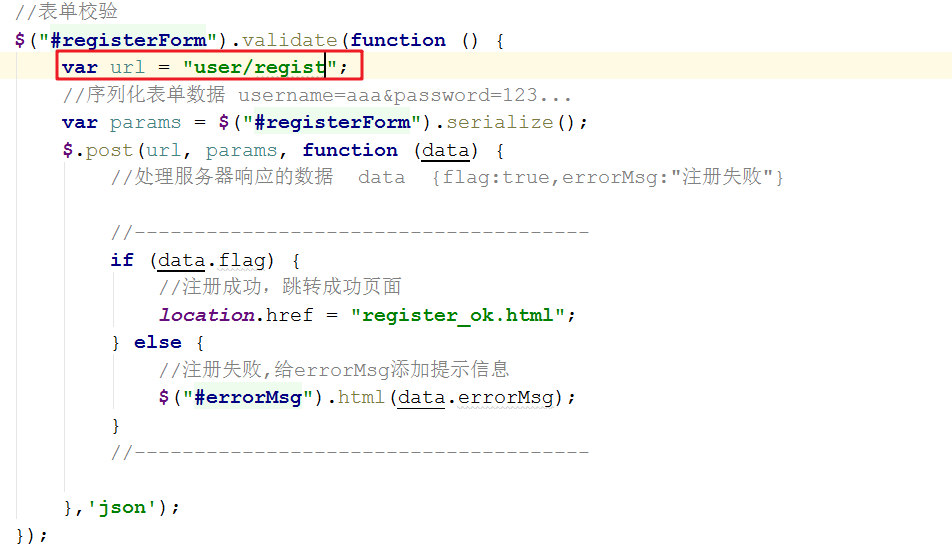 //表单校验
$("#registerForm").validate(function () {
var url = "user/regist";
//序列化表单数据 username=aaa&password=123...
var params = $("#registerForm").serialize();
$.post(url, params, function (data) {
//处理服务器响应的数据  data  {flag:true,errorMsg:"注册失败"}
//--------------------------------------
if (data.flag) {
//注册成功，跳转成功页面
location.href = "register_ok.html";
} else {
//注册失败,给errorMsg添加提示信息
$("#errorMsg").html(data.errorMsg);
}
//--------------------------------------
},'json');
});